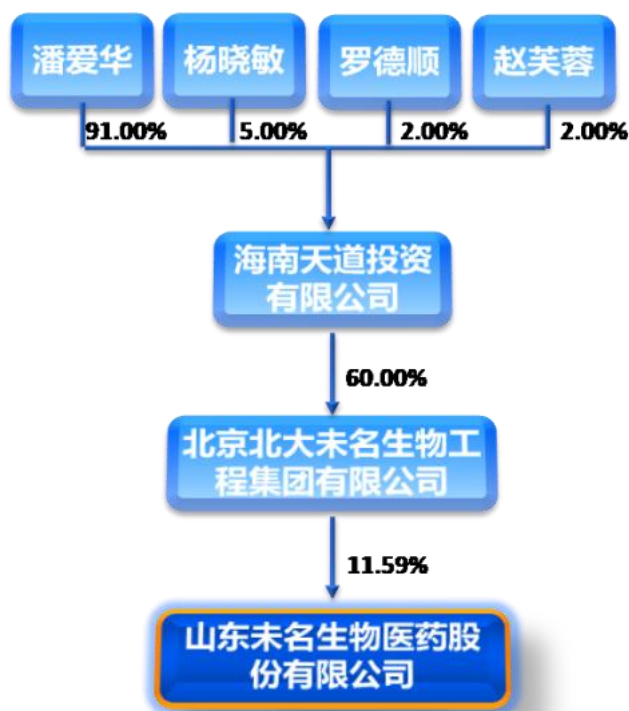 潘爱华
杨晓敏
罗德顺
赵芙蓉
91.00%
5.00%
2.00%
2.00%
海南天道投资
有限公司
60.00%
北京北大未名生物工
程集团有限公司
11.59%
山东未名生物医药股
份有限公司